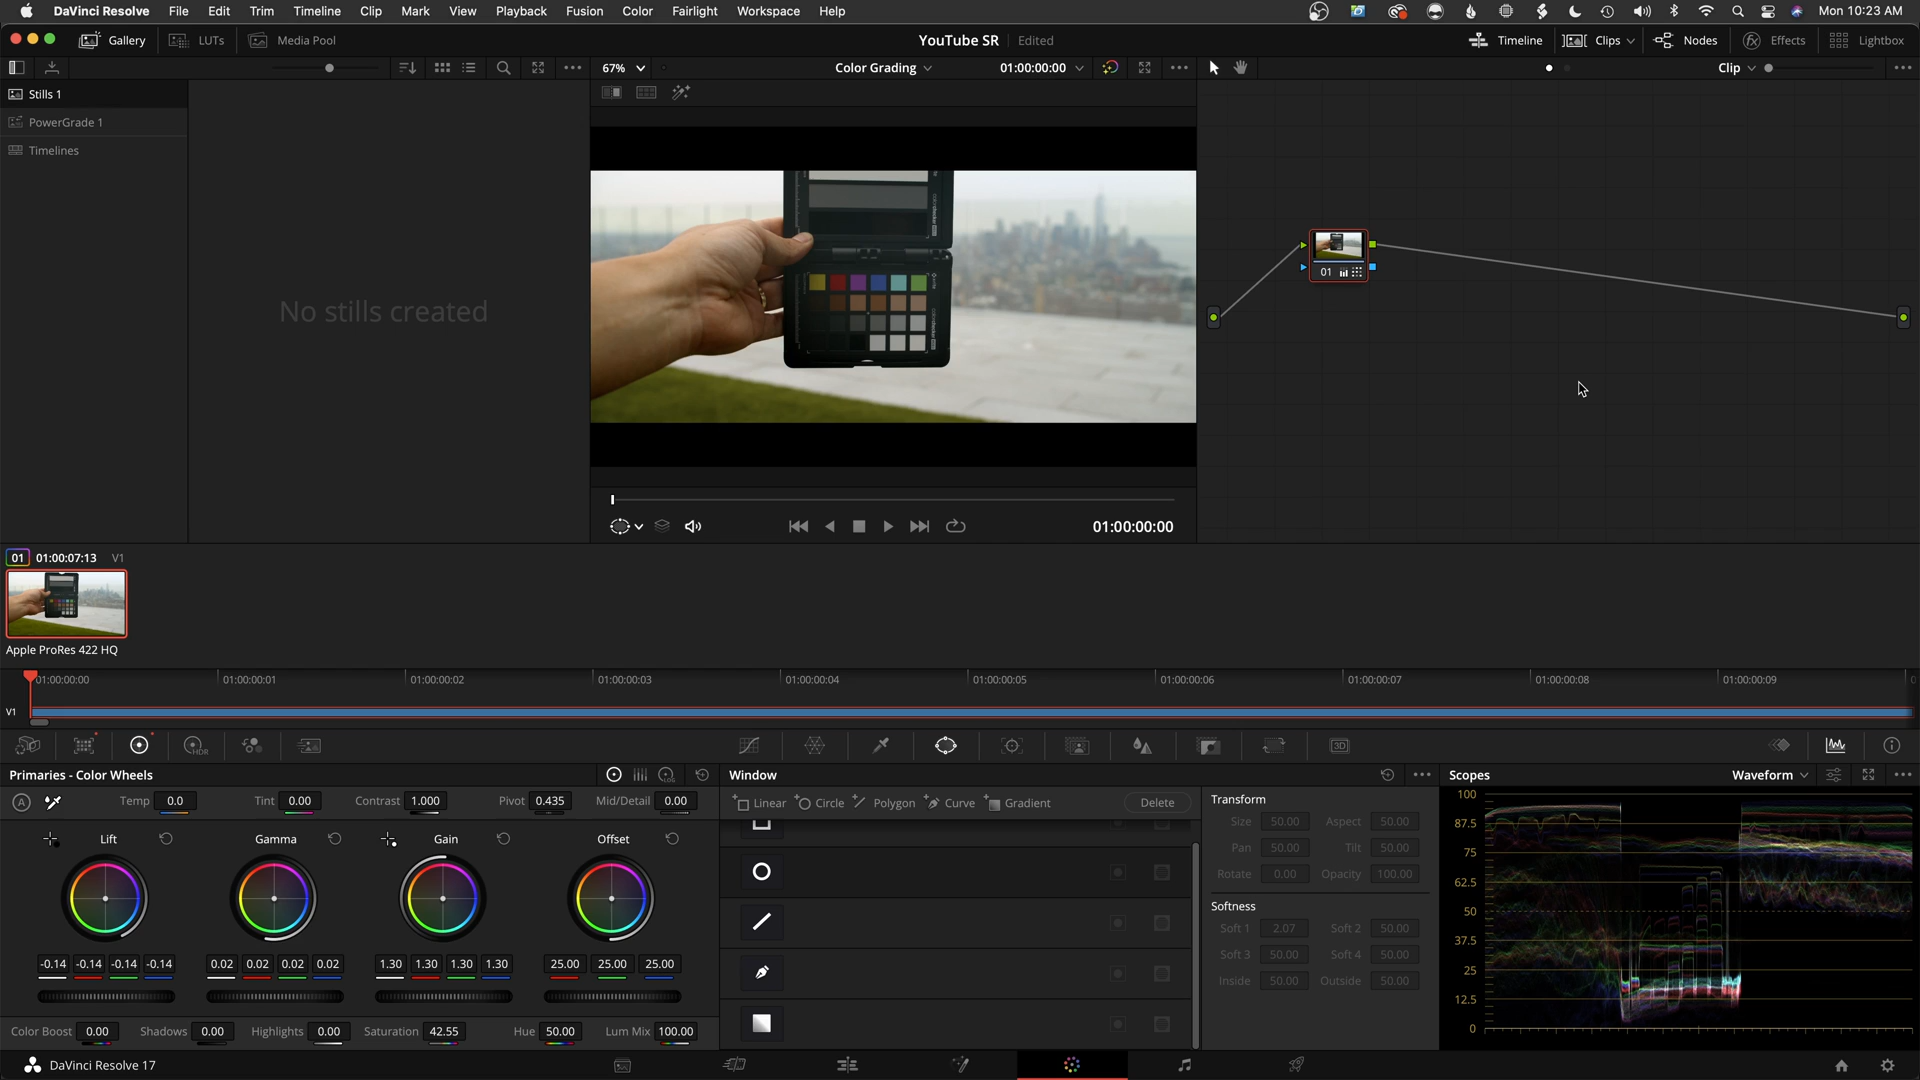 DaVinci Resolve File Edit Trim Timeline Clip Mark View Playback Fusion Color Fairlight Workspace Help Mon 10:23 AM
Gallery LUTs Media Pool YouTube SR Edited Timeline Clips Nodes Effects Lightbox
67% Color Grading 01:00:00:00 Clip
Stills 1
PowerGrade 1
Timelines
No stills created
01
01:00:00:00
01 01:00:07:13 V1
Apple ProRes 422 HQ
01:00:00:00 01:00:00:01 01:00:00:02 01:00:00:03 01:00:00:04 01:00:00:05 01:00:00:06 01:00:00:07 01:00:00:08 01:00:00:09 0
V1
HDR 3D
Primaries - Color Wheels Window Scopes Waveform
A Temp 0.0 Tint 0.00 Contrast 1.000 Pivot 0.435 Mid/Detail 0.00
Linear Circle Polygon Curve Gradient Delete
Lift Gamma Gain Offset
-0.14 -0.14 -0.14 -0.14 0.02 0.02 0.02 0.02 1.30 1.30 1.30 1.30 25.00 25.00 25.00
Color Boost 0.00 Shadows 0.00 Highlights 0.00 Saturation 42.55 Hue 50.00 Lum Mix 100.00
Transform
Size 50.00 Aspect 50.00
Pan 50.00 Tilt 50.00
Rotate 0.00 Opacity 100.00
Softness
Soft 1 2.07 Soft 2 50.00
Soft 3 50.00 Soft 4 50.00
Inside 50.00 Outside 50.00
100
87.5
75
62.5
50
37.5
25
12.5
0
DaVinci Resolve 17